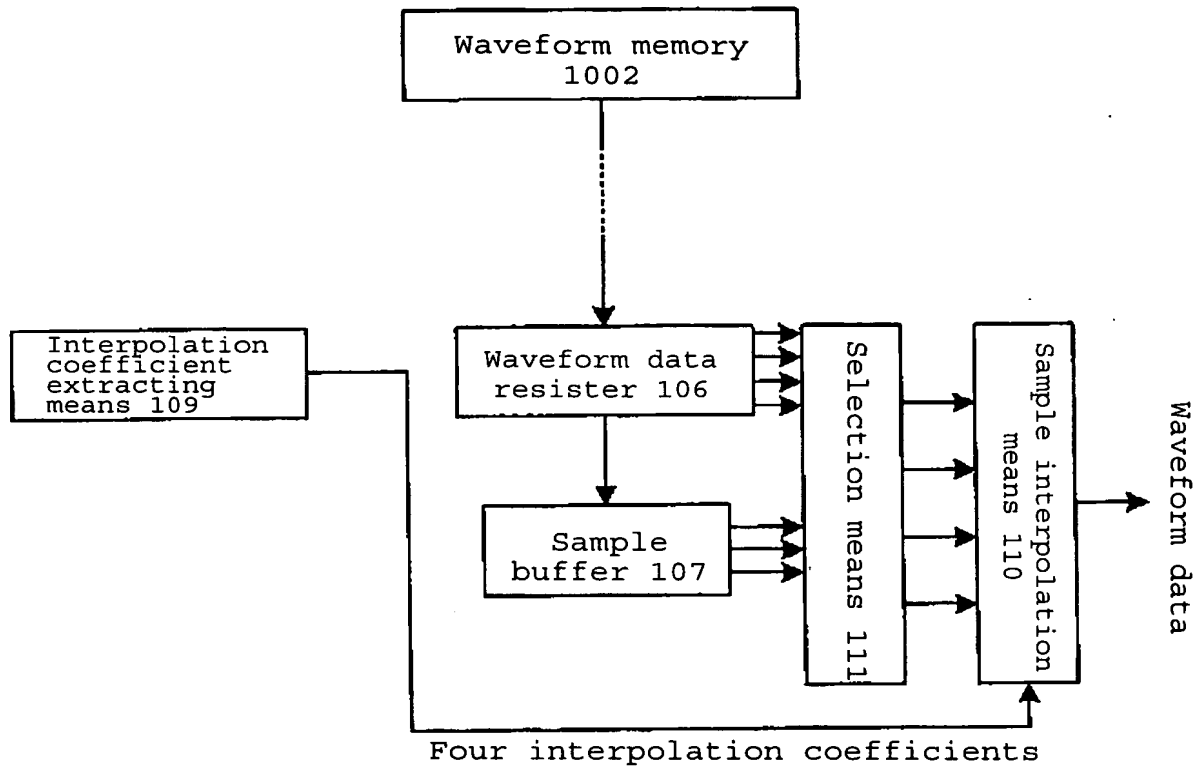 Waveform memory
1002
Interpolation
coefficient
extracting
means 109
Waveform data
resister 106
Sample
buffer 107
Selection means 111
Sample interpolation
means 110
Waveform data
Four interpolation coefficients